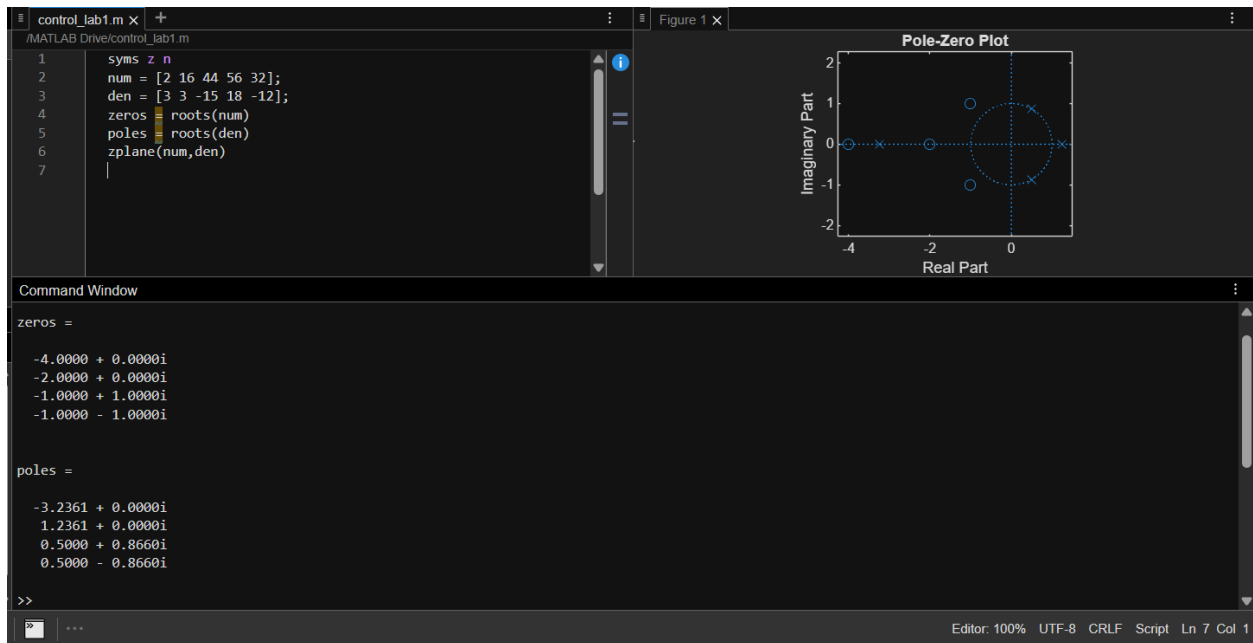 control_lab1.m × +
/MATLAB Drive/control_lab1.m
1 syms z n
2 num = [2 16 44 56 32];
3 den = [3 3 -15 18 -12];
4 zeros = roots(num)
5 poles = roots(den)
6 zplane(num,den)
7
Figure 1 ×
Pole-Zero Plot
2
1
0
-1
-2
Imaginary Part
-4 -2 0
Real Part
Command Window
zeros =
-4.0000 + 0.0000i
-2.0000 + 0.0000i
-1.0000 + 1.0000i
-1.0000 - 1.0000i
poles =
-3.2361 + 0.0000i
1.2361 + 0.0000i
0.5000 + 0.8660i
0.5000 - 0.8660i
>>
Editor: 100% UTF-8 CRLF Script Ln 7 Col 1